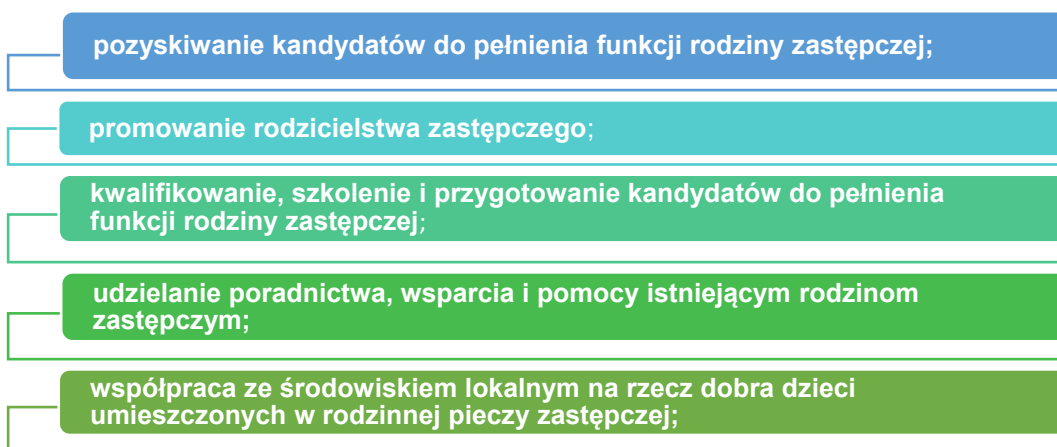 pozyskiwanie kandydatów do pełnienia funkcji rodziny zastępczej;
promowanie rodzicielstwa zastępczego;
kwalifikowanie, szkolenie i przygotowanie kandydatów do pełnienia
funkcji rodziny zastępczej;
udzielanie poradnictwa, wsparcia i pomocy istniejącym rodzinom
zastępczym;
współpraca ze środowiskiem lokalnym na rzecz dobra dzieci
umieszczonych w rodzinnej pieczy zastępczej;